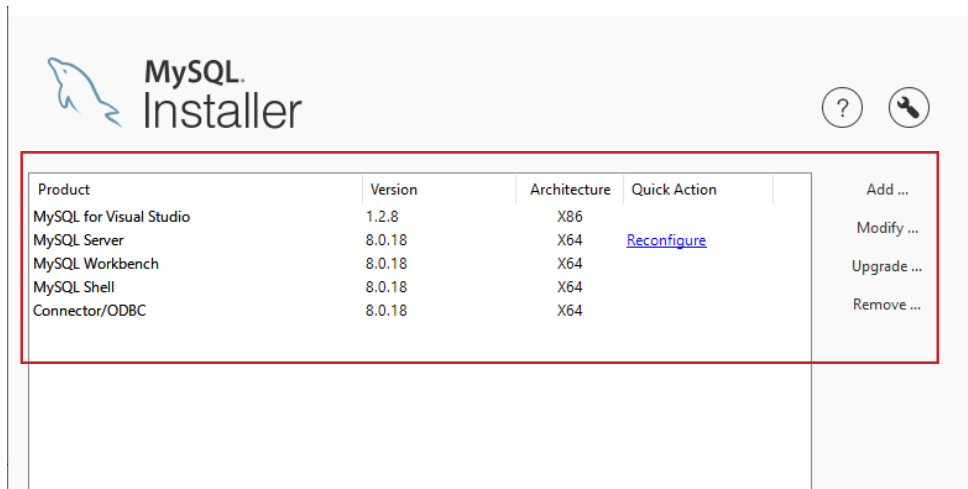 MySQL.
Installer
?
Product Version Architecture Quick Action Add ...
MySQL for Visual Studio 1.2.8 X86
MySQL Server 8.0.18 X64 Reconfigure Modify ...
MySQL Workbench 8.0.18 X64 Upgrade ...
MySQL Shell 8.0.18 X64
Connector/ODBC 8.0.18 X64 Remove ...